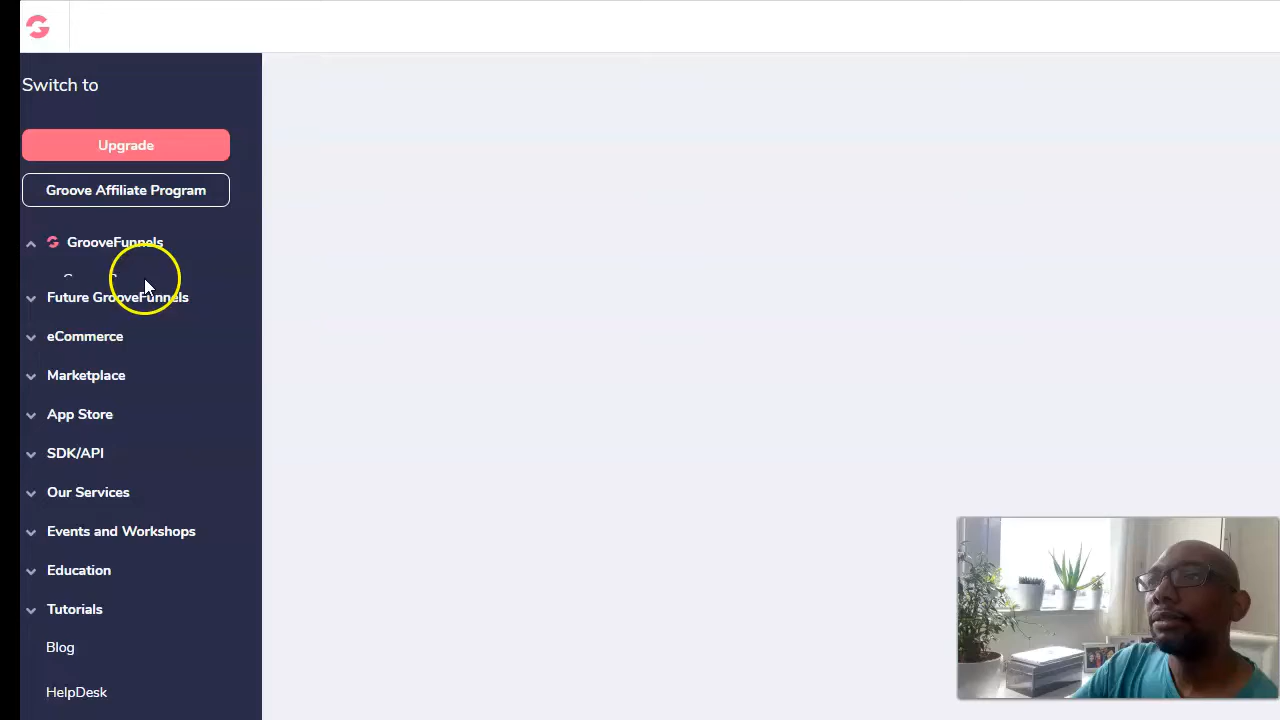 Switch to
Upgrade
Groove Affiliate Program
GrooveFunnels
Future GrooveFunnels
eCommerce
Marketplace
App Store
SDK/API
Our Services
Events and Workshops
Education
Tutorials
Blog
HelpDesk